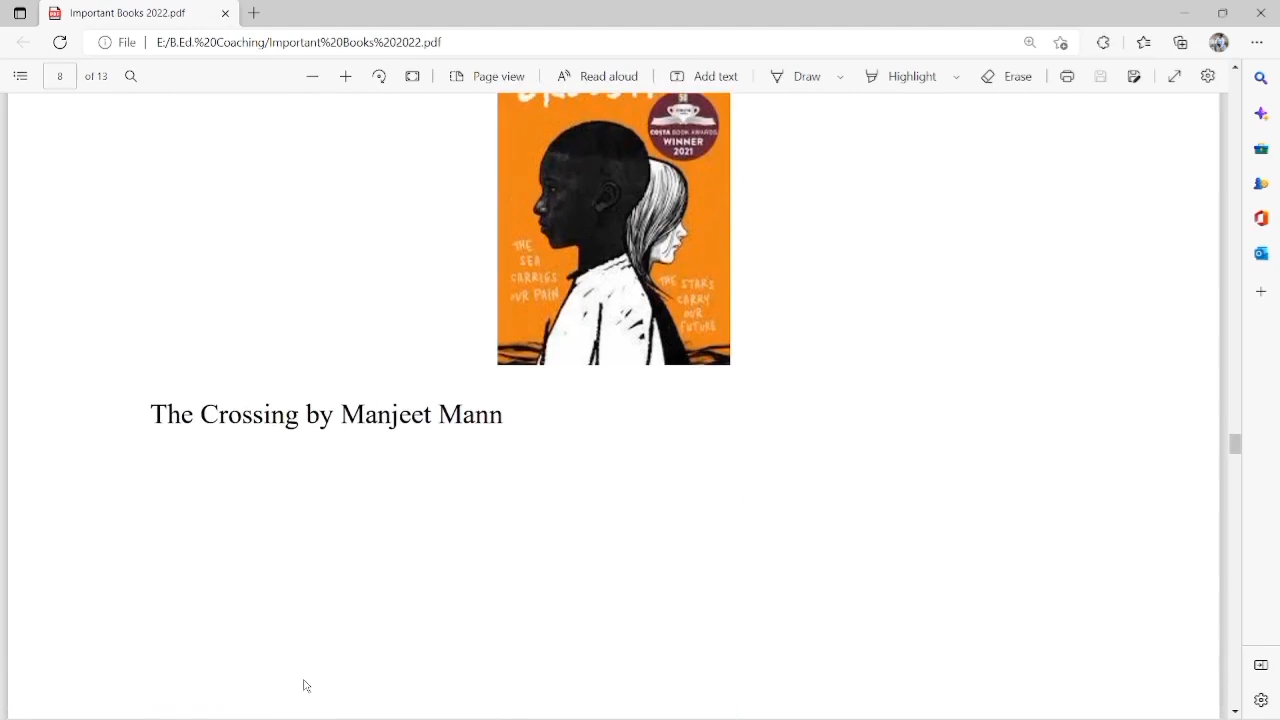 Important Books 2022.pdf
File E:/B.Ed.%20Coaching/Important%20Books%202022.pdf
8 of 13 Page view Read aloud Add text Draw Highlight Erase
COSTA BOOK AWARDS
WINNER
2021
THE
SEA
CARRIES
OUR PAIN
THE STARS
CARRY
OUR
FUTURE
The Crossing by Manjeet Mann